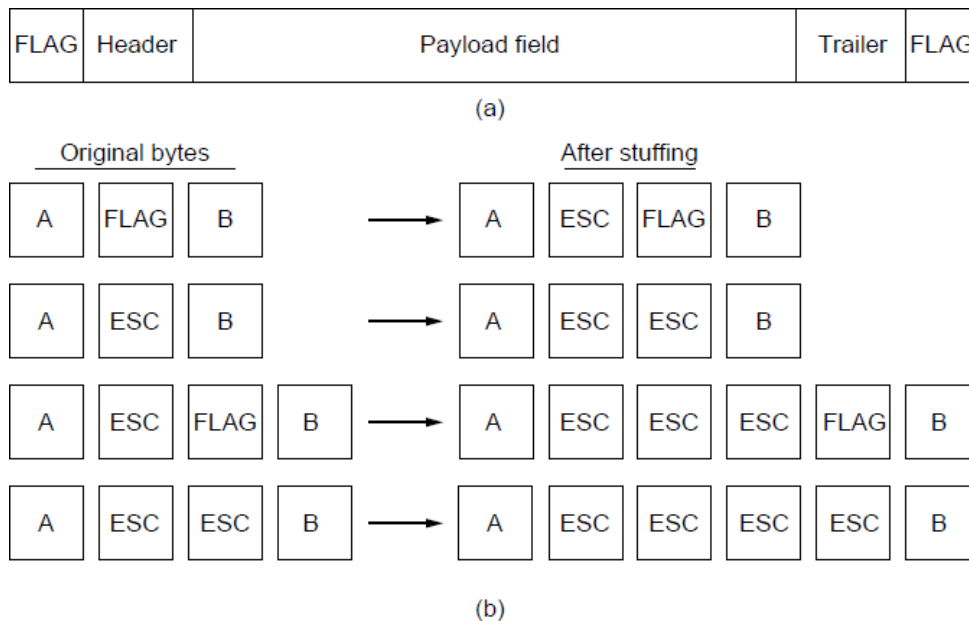 FLAG Header Payload field Trailer FLAG
(a)
Original bytes After stuffing
A FLAG B A ESC FLAG B
A ESC B A ESC ESC B
A ESC FLAG B A ESC ESC ESC FLAG B
A ESC ESC B A ESC ESC ESC ESC B
(b)